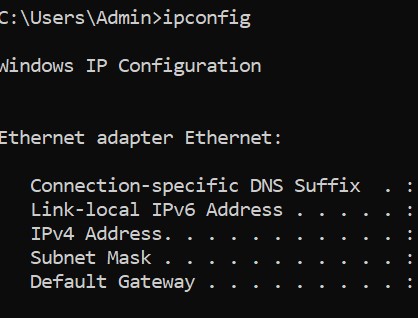 C:\Users\Admin>ipconfig
Windows IP Configuration
Ethernet adapter Ethernet:
Connection-specific DNS Suffix . :
Link-local IPv6 Address . . . . . :
IPv4 Address. . . . . . . . . . . :
Subnet Mask . . . . . . . . . . . :
Default Gateway . . . . . . . . . :